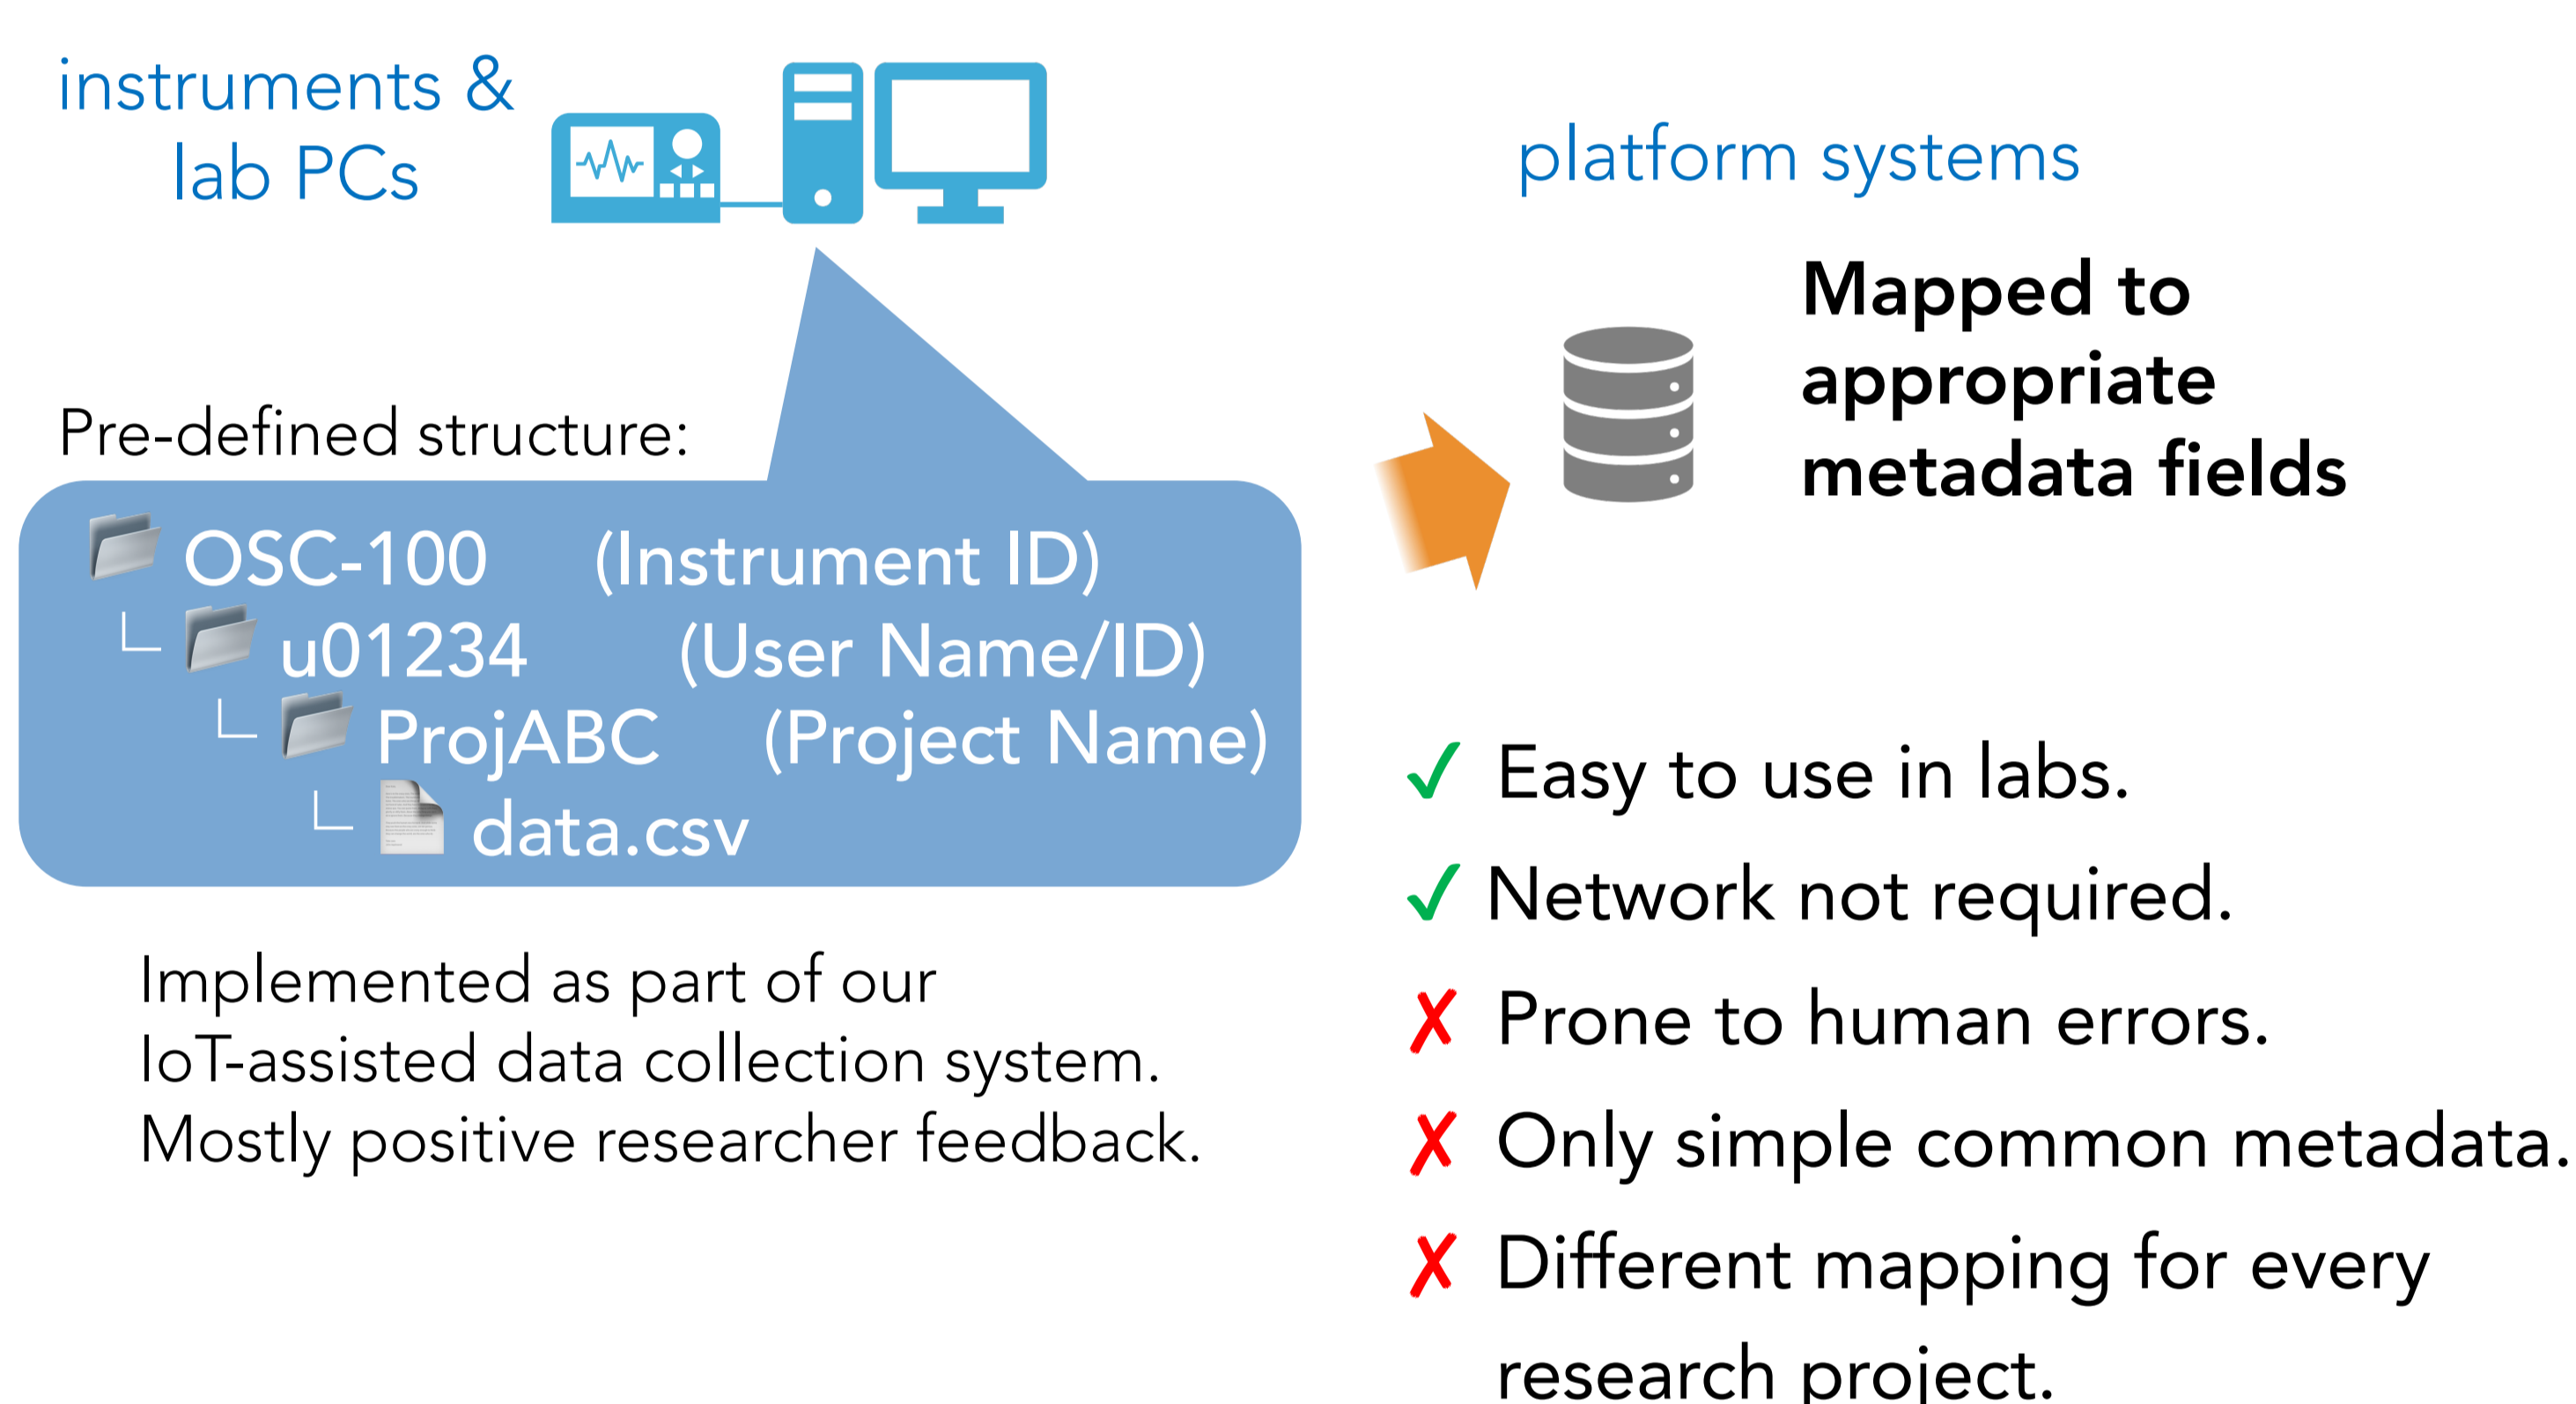 instruments &
lab PCs
Pre-defined structure:
OSC-100 (Instrument ID)
u01234 (User Name/ID)
ProjABC (Project Name)
data.csv
Implemented as part of our
IoT-assisted data collection system.
Mostly positive researcher feedback.
platform systems
Mapped to
appropriate
metadata fields
✓ Easy to use in labs.
✓ Network not required.
✗ Prone to human errors.
✗ Only simple common metadata.
✗ Different mapping for every
research project.